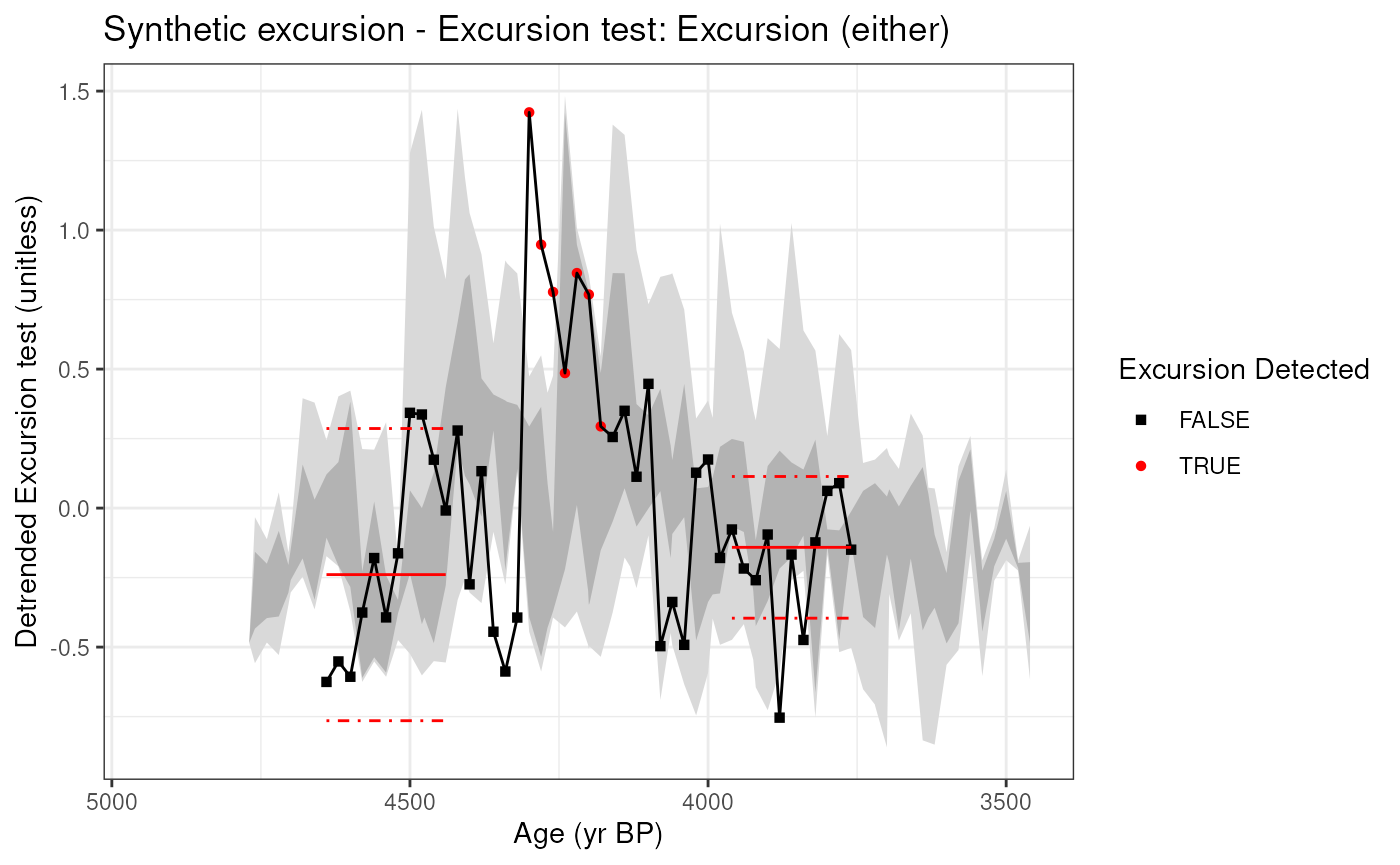 Synthetic excursion - Excursion test: Excursion (either)
1.5
1.0
0.5
0.0
-0.5
Detrended Excursion test (unitless)
5000 4500 4000 3500
Age (yr BP)
Excursion Detected
FALSE
TRUE